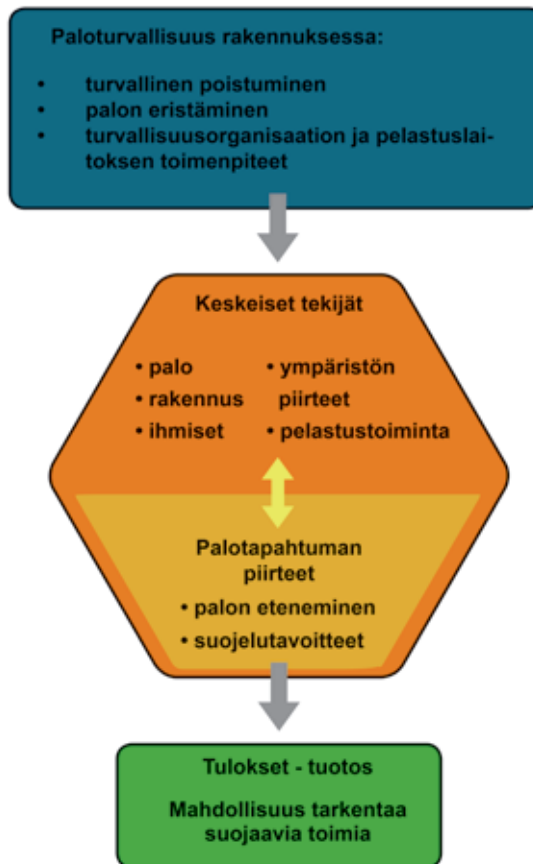 Paloturvallisuus rakennuksessa:
• turvallinen poistuminen
• palon eristäminen
• turvallisuusorganisaation ja pelastuslai-
toksen toimenpiteet
Keskeiset tekijät
• palo
• rakennus
• ihmiset
• ympäristön
piirteet
• pelastustoiminta
Palotapahtuman
piirteet
• palon eteneminen
• suojelutavoitteet
Tulokset - tuotos
Mahdollisuus tarkentaa
suojaavia toimia